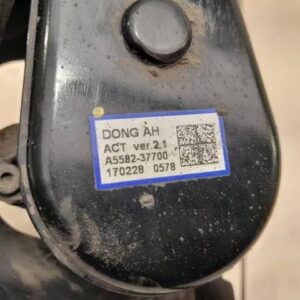 DONG AH
ACT ver.2.1
A5582-37700
170228 0578